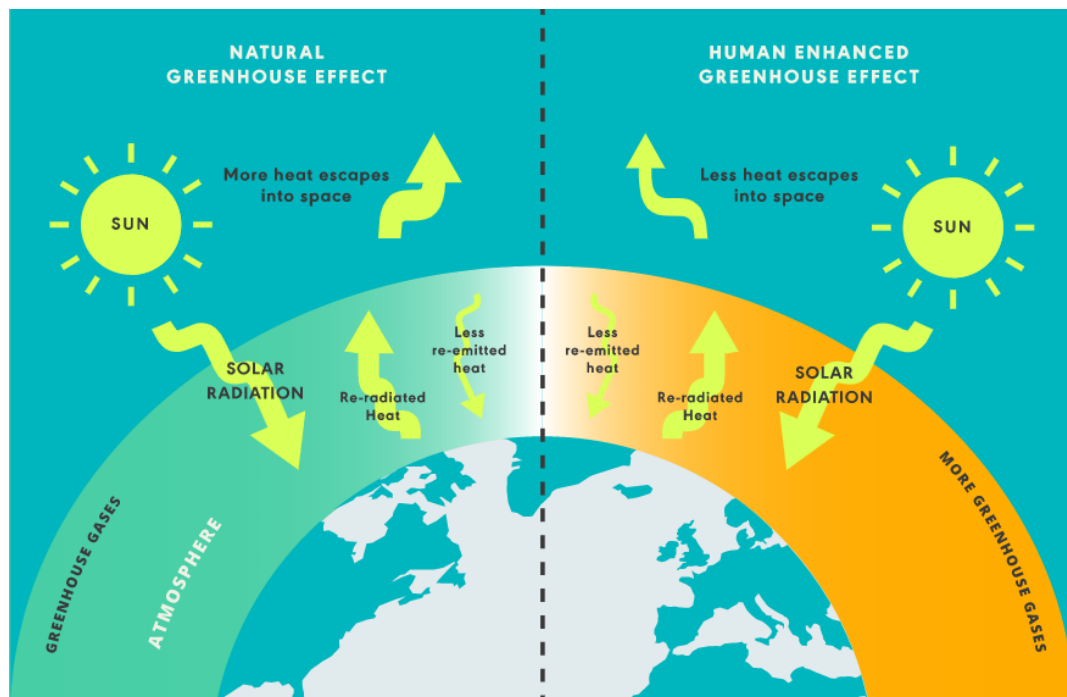 NATURAL
GREENHOUSE EFFECT
More heat escapes
into space
SUN
SOLAR
RADIATION
Re-radiated
Heat
Less
re-emitted
heat
GREENHOUSE GASES
ATMOSPHERE
HUMAN ENHANCED
GREENHOUSE EFFECT
Less heat escapes
into space
SUN
Less
re-emitted
heat
Re-radiated
Heat
SOLAR
RADIATION
MORE GREENHOUSE GASES